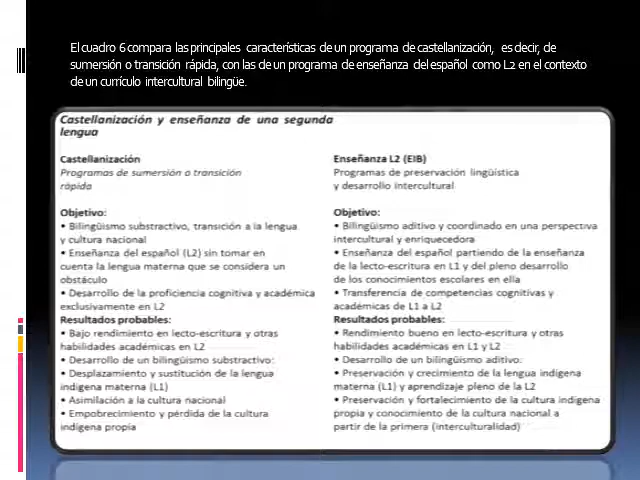 El cuadro 6 compara las principales características de un programa de castellanización, es decir, de
sumersión o transición rápida, con las de un programa de enseñanza del español como L2 en el contexto
de un currículo intercultural bilingüe.
Castellanización y enseñanza de una segunda
lengua
Castellanización
Programas de sumersión o transición
rápida
Objetivo:
• Bilingüismo substractivo, transición a la lengua
y cultura nacional
• Enseñanza del español (L2) sin tomar en
cuenta la lengua materna que se considera un
obstáculo
• Desarrollo de la proficiencia cognitiva y académica
exclusivamente en L2
Resultados probables:
• Bajo rendimiento en lecto-escritura y otras
habilidades académicas en L2
• Desarrollo de un bilingüismo substractivo:
• Desplazamiento y sustitución de la lengua
indígena materna (L1)
• Asimilación a la cultura nacional
• Empobrecimiento y pérdida de la cultura
indígena propia
Enseñanza L2 (EIB)
Programas de preservación lingüística
y desarrollo intercultural
Objetivo:
• Bilingüismo aditivo y coordinado en una perspectiva
intercultural y enriquecedora
• Enseñanza del español partiendo de la enseñanza
de la lecto-escritura en L1 y del pleno desarrollo
de los conocimientos escolares en ella
• Transferencia de competencias cognitivas y
académicas de L1 a L2
Resultados probables:
• Rendimiento bueno en lecto-escritura y otras
habilidades académicas en L1 y L2
• Desarrollo de un bilingüismo aditivo:
• Preservación y crecimiento de la lengua indígena
materna (L1) y aprendizaje pleno de la L2
• Preservación y fortalecimiento de la cultura indígena
propia y conocimiento de la cultura nacional a
partir de la primera (interculturalidad)